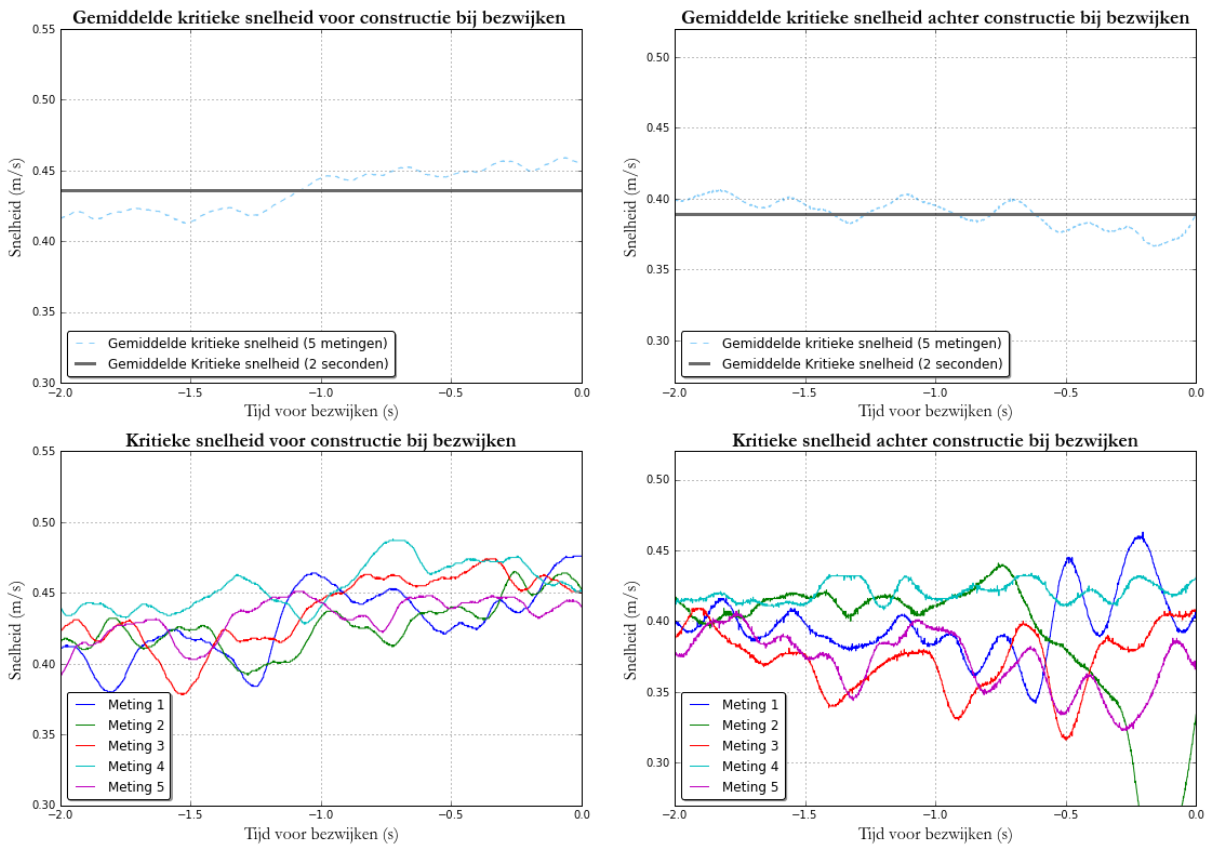 Gemiddelde kritieke snelheid voor constructie bij bezwijken
0.55
0.50
0.45
0.40
0.35
0.30
Snelheid (m/s)
Gemiddelde kritieke snelheid (5 metingen)
Gemiddelde Kritieke snelheid (2 seconden)
−2.0 −1.5 −1.0 −0.5 0.0
Tijd voor bezwijken (s)
Gemiddelde kritieke snelheid achter constructie bij bezwijken
0.50
0.45
0.40
0.35
0.30
Snelheid (m/s)
Gemiddelde kritieke snelheid (5 metingen)
Gemiddelde Kritieke snelheid (2 seconden)
−2.0 −1.5 −1.0 −0.5 0.0
Tijd voor bezwijken (s)
Kritieke snelheid voor constructie bij bezwijken
0.55
0.50
0.45
0.40
0.35
0.30
Snelheid (m/s)
Meting 1
Meting 2
Meting 3
Meting 4
Meting 5
−2.0 −1.5 −1.0 −0.5 0.0
Tijd voor bezwijken (s)
Kritieke snelheid achter constructie bij bezwijken
0.50
0.45
0.40
0.35
0.30
Snelheid (m/s)
Meting 1
Meting 2
Meting 3
Meting 4
Meting 5
−2.0 −1.5 −1.0 −0.5 0.0
Tijd voor bezwijken (s)